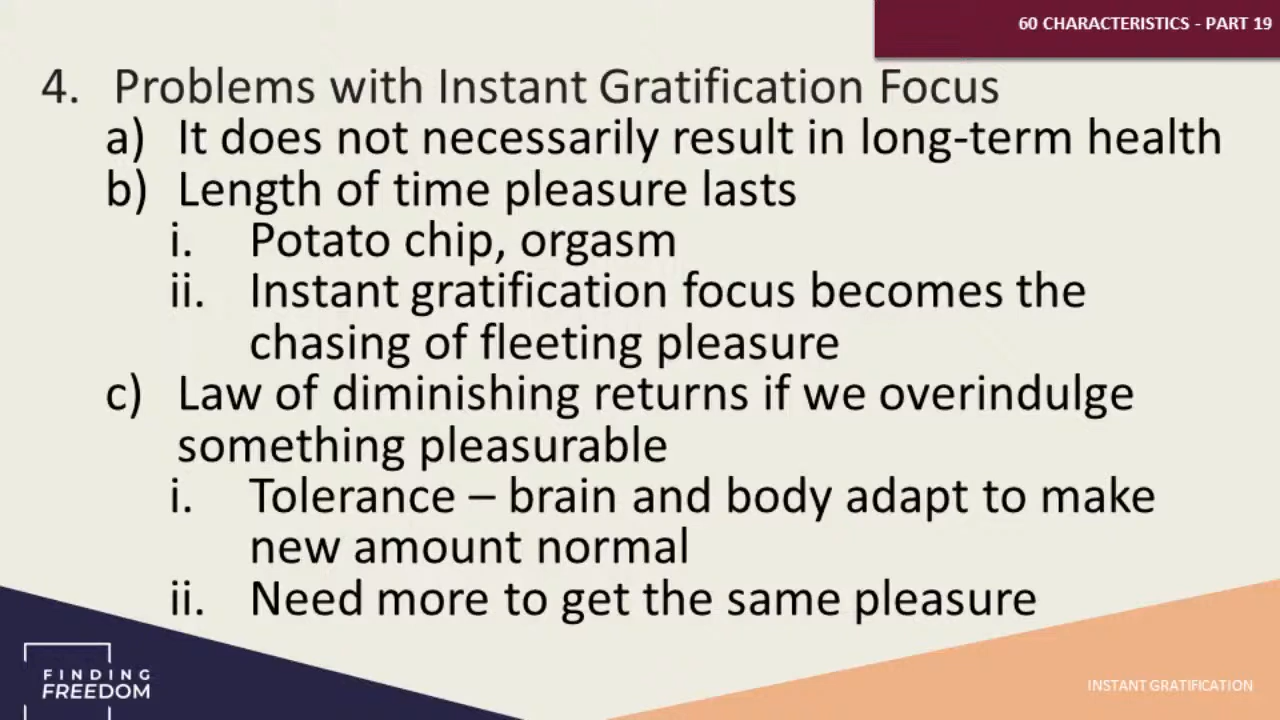 60 CHARACTERISTICS - PART 19
4. Problems with Instant Gratification Focus
a) It does not necessarily result in long-term health
b) Length of time pleasure lasts
i. Potato chip, orgasm
ii. Instant gratification focus becomes the
chasing of fleeting pleasure
c) Law of diminishing returns if we overindulge
something pleasurable
i. Tolerance – brain and body adapt to make
new amount normal
ii. Need more to get the same pleasure
FINDING
FREEDOM
INSTANT GRATIFICATION